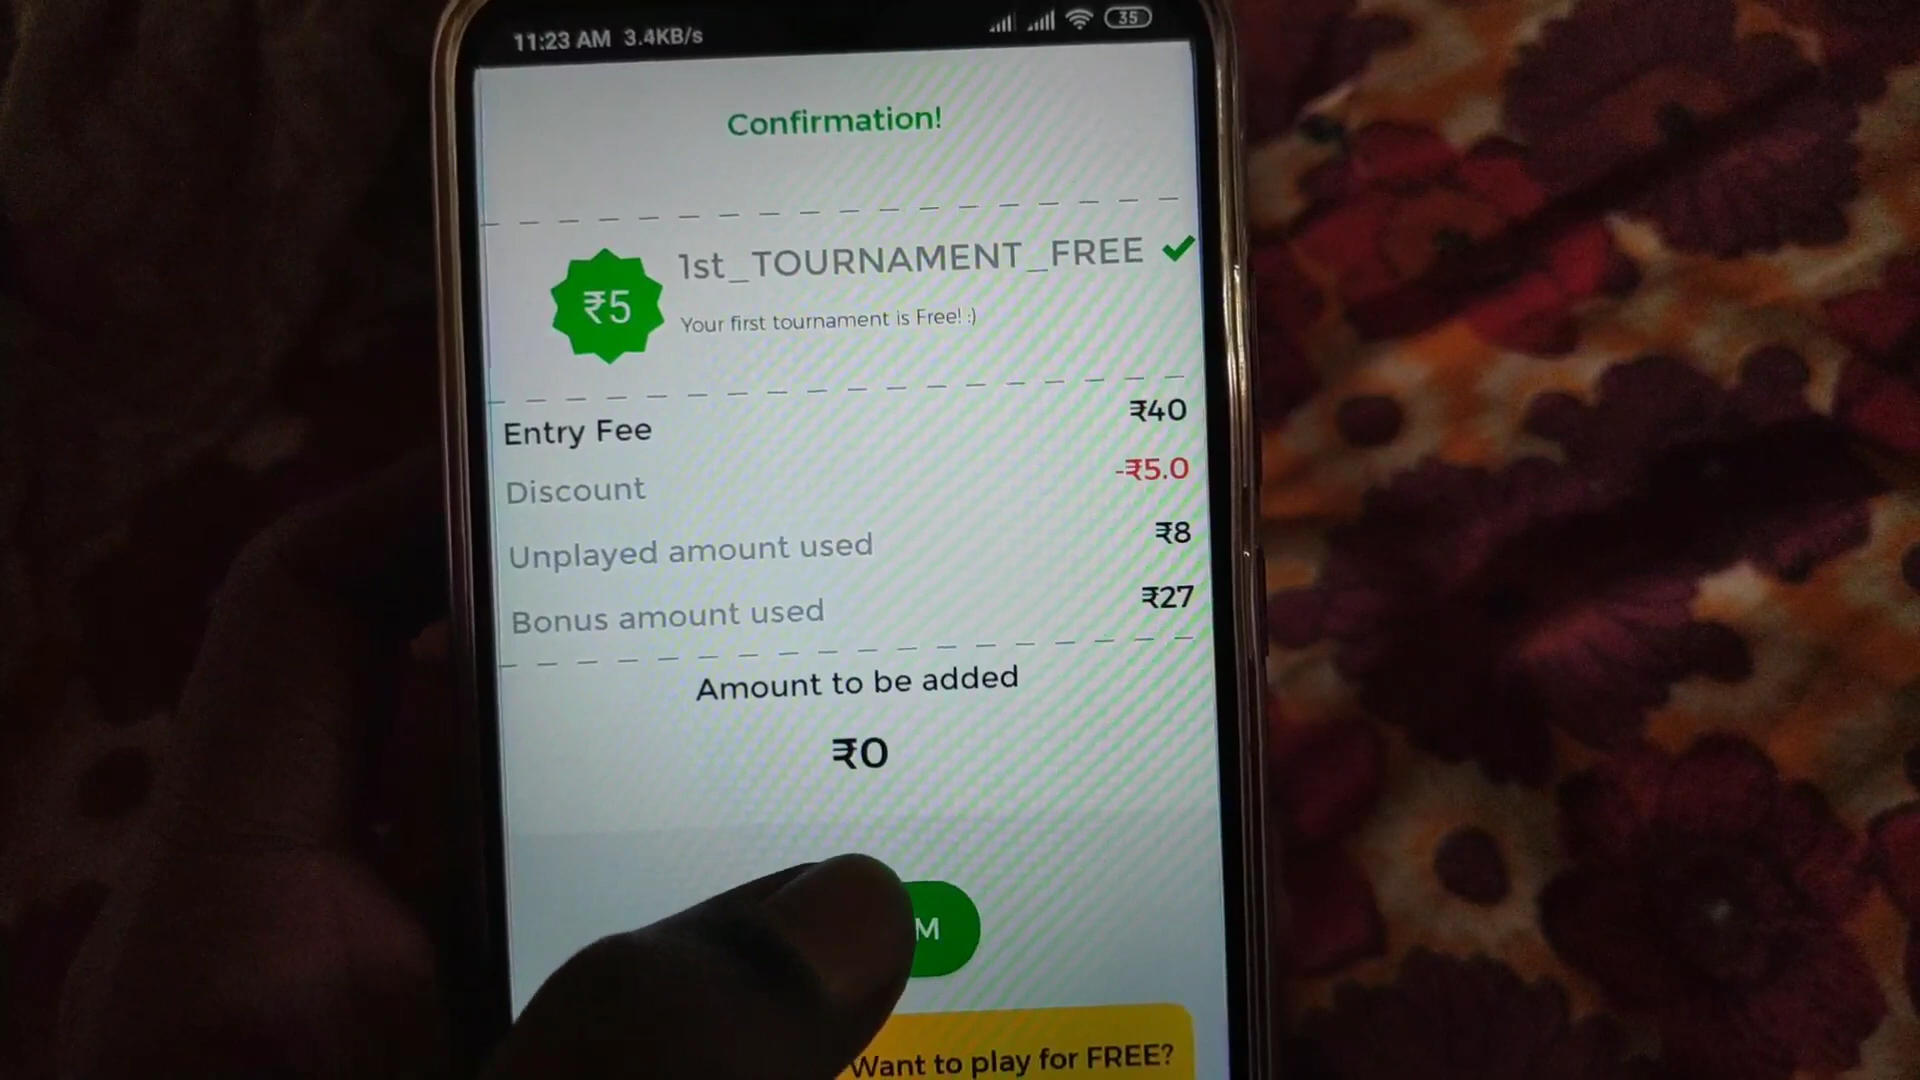 11:23 AM 3.4KB/s 35
Confirmation!
₹5
1st_TOURNAMENT_FREE
Your first tournament is Free! :)
Entry Fee ₹40
Discount -₹5.0
Unplayed amount used ₹8
Bonus amount used ₹27
Amount to be added
₹0
M
Want to play for FREE?